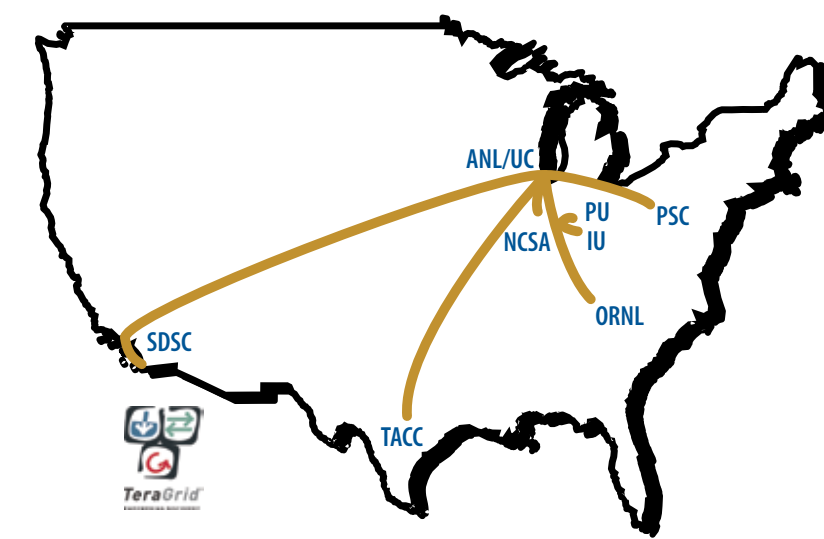 ANL/UC
PU
PSC
NCSA
IU
ORNL
SDSC
TACC
TeraGrid